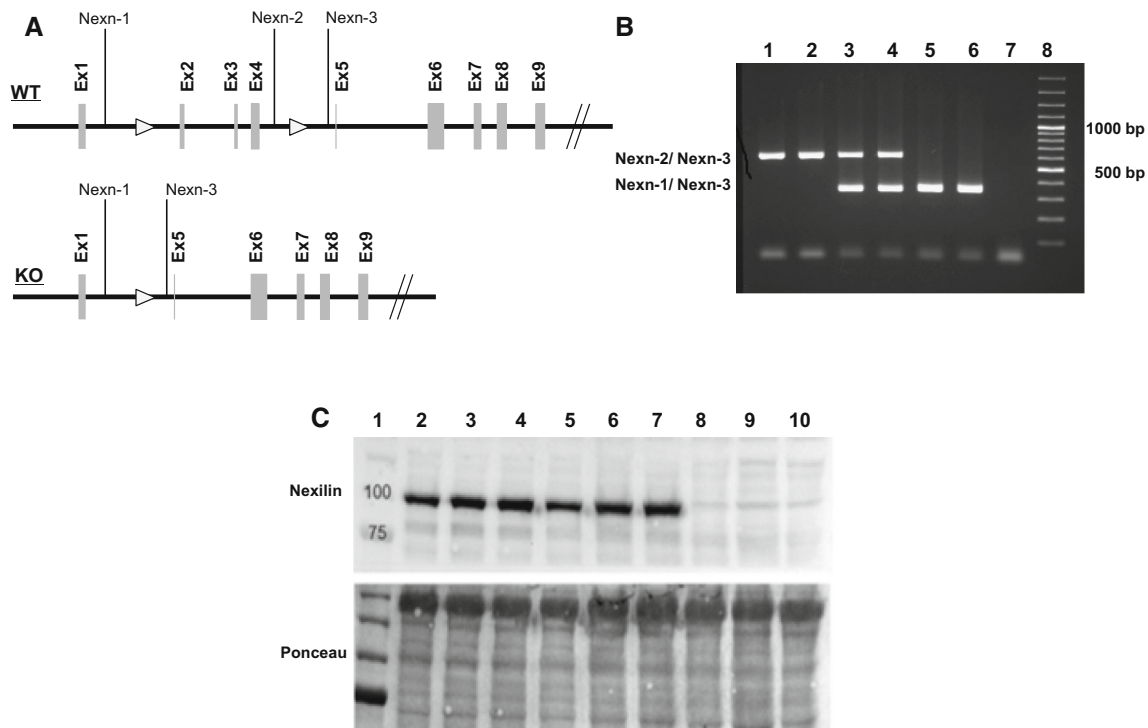 A
Nexn-1
Nexn-2
Nexn-3
WT
Ex1
Ex2
Ex3
Ex4
Ex5
Ex6
Ex7
Ex8
Ex9
Nexn-1
Nexn-3
KO
Ex1
Ex5
Ex6
Ex7
Ex8
Ex9
B
1 2 3 4 5 6 7 8
1000 bp
Nexn-2/ Nexn-3
500 bp
Nexn-1/ Nexn-3
C
1 2 3 4 5 6 7 8 9 10
Nexilin
100
75
Ponceau